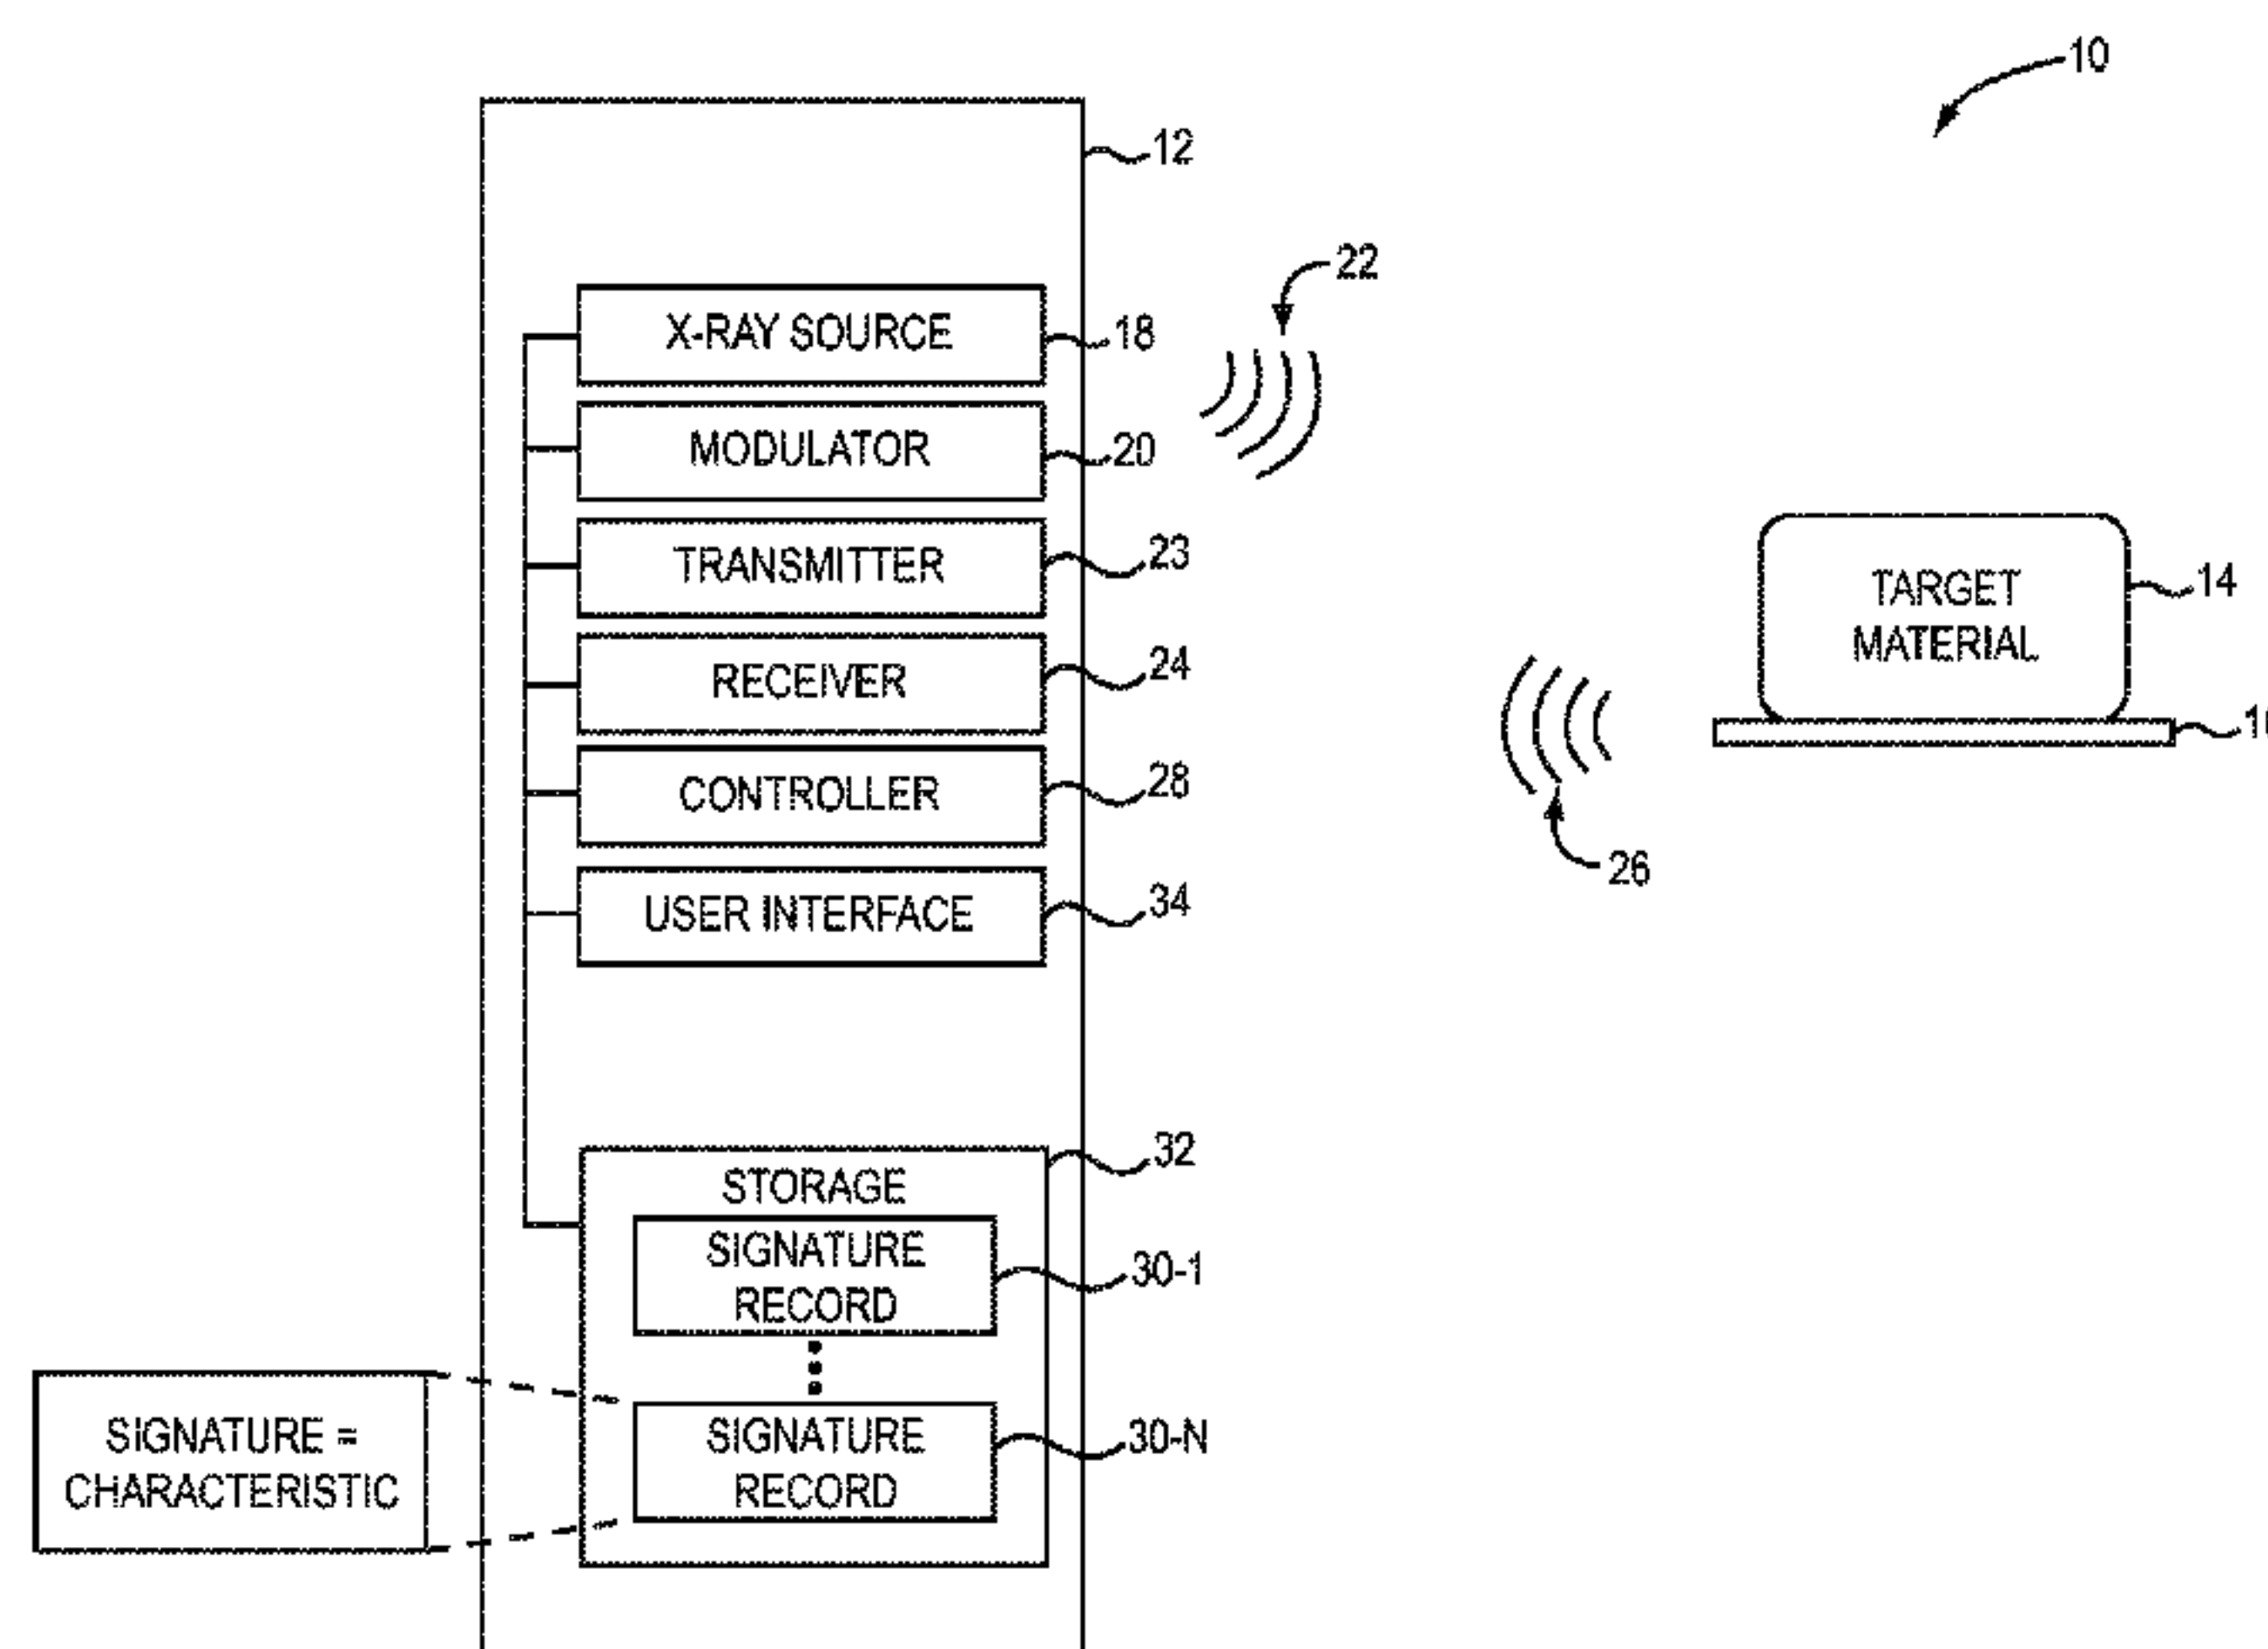 10
12
22
X-RAY SOURCE
18
MODULATOR
20
TRANSMITTER
23
RECEIVER
24
CONTROLLER
28
USER INTERFACE
34
TARGET
MATERIAL
14
26
STORAGE
32
SIGNATURE
RECORD
30-1
SIGNATURE =
CHARACTERISTIC
SIGNATURE
RECORD
30-N